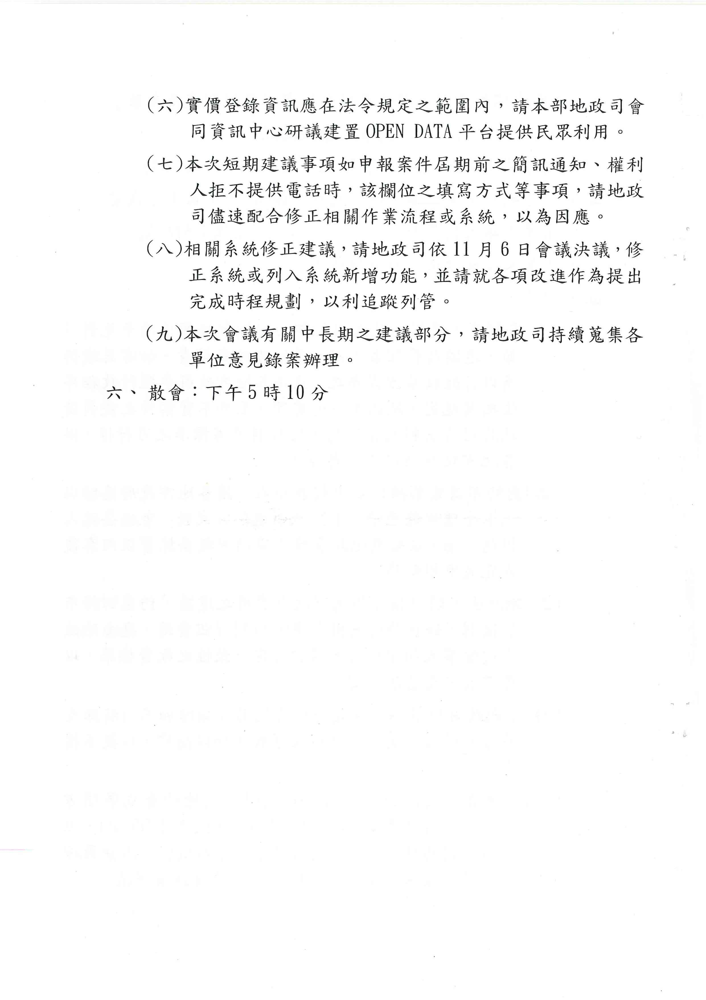 (六)實價登錄資訊應在法令規定之範圍內，請本部地政司會
同資訊中心研議建置 OPEN DATA 平台提供民眾利用。
(七)本次短期建議事項如申報案件屆期前之簡訊通知、權利
人拒不提供電話時，該欄位之填寫方式等事項，請地政
司儘速配合修正相關作業流程或系統，以為因應。
(八)相關系統修正建議，請地政司依 11 月 6 日會議決議，修
正系統或列入系統新增功能，並請就各項改進作為提出
完成時程規劃，以利追蹤列管。
(九)本次會議有關中長期之建議部分，請地政司持續蒐集各
單位意見錄案辦理。
六、 散會：下午 5 時 10 分